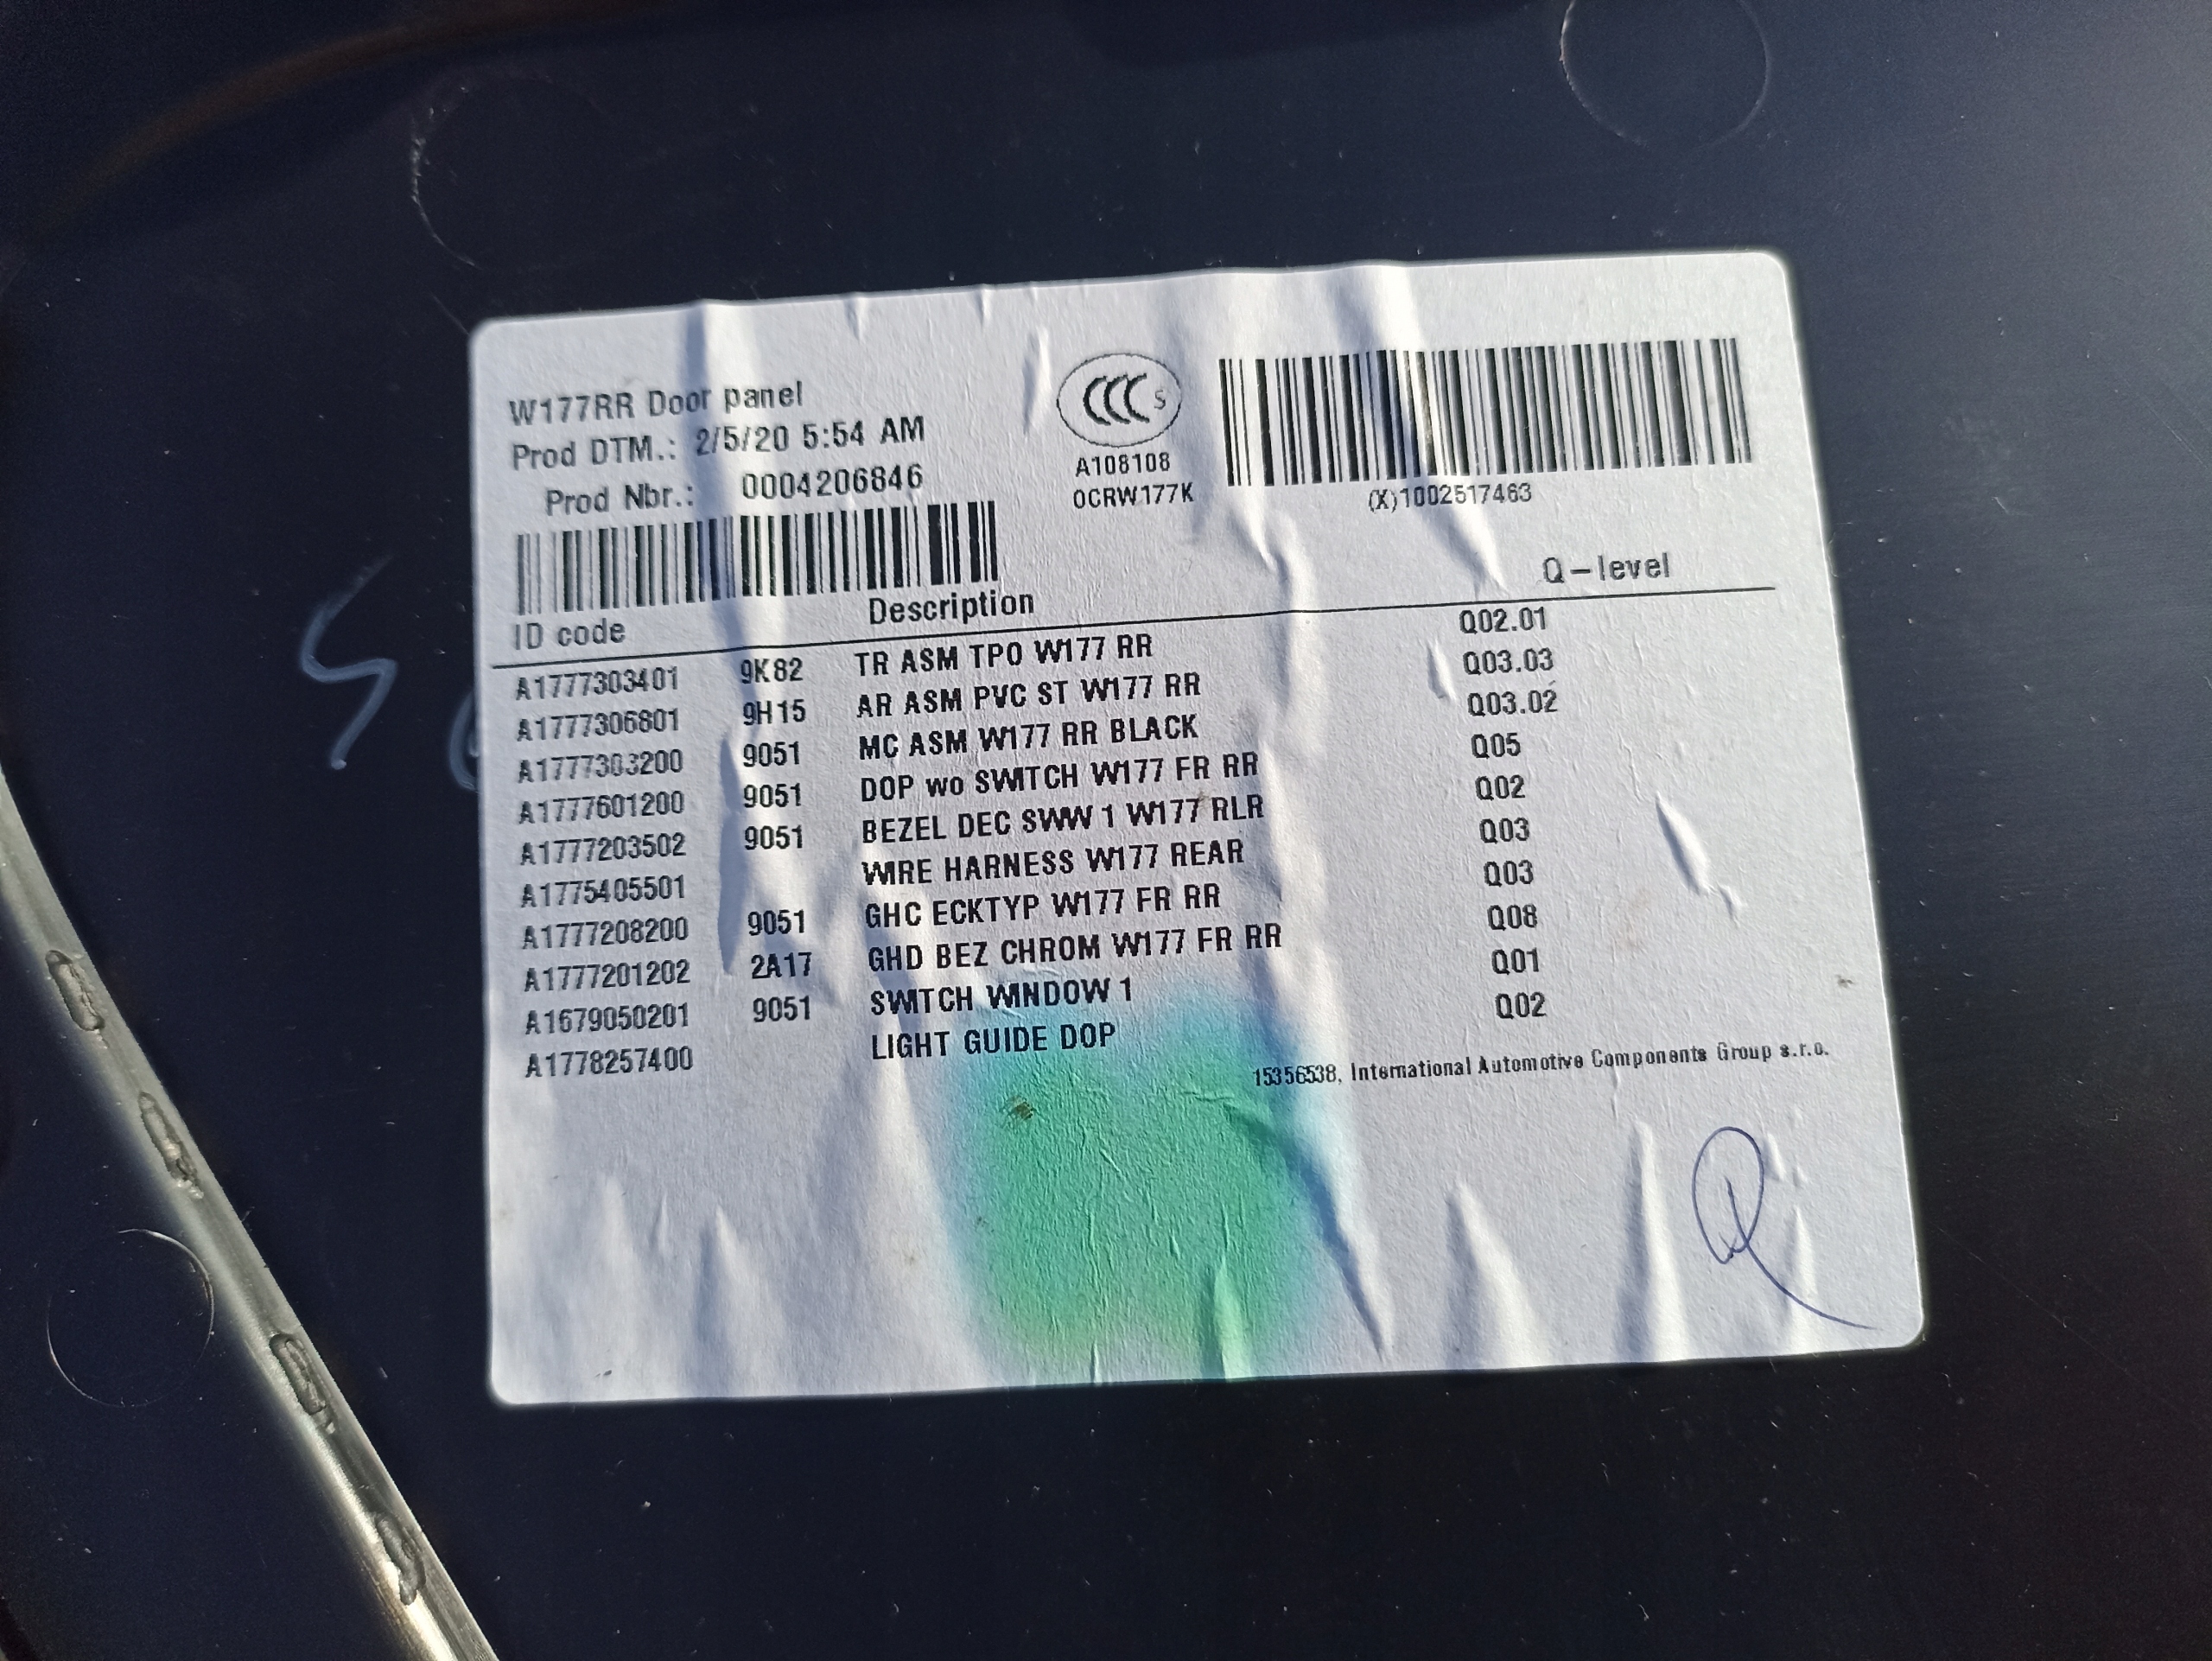 W177RR Door panel
Prod DTM.: 2/5/20 5:54 AM
Prod Nbr.: 0004206846
CCC S
A108108
0CRW177K
(X)1002517463
ID code Description Q-level
A1777303401 9K82 TR ASM TPO W177 RR Q02.01
A1777306801 9H15 AR ASM PVC ST W177 RR Q03.03
A1777303200 9051 MC ASM W177 RR BLACK Q03.02
A1777601200 9051 DOP wo SWITCH W177 FR RR Q05
A1777203502 9051 BEZEL DEC SWW 1 W177 RLR Q02
A1775405501 WIRE HARNESS W177 REAR Q03
A1777208200 9051 GHC ECKTYP W177 FR RR Q03
A1777201202 2A17 GHD BEZ CHROM W177 FR RR Q08
A1679050201 9051 SWITCH WINDOW 1 Q01
A1778257400 LIGHT GUIDE DOP Q02
15356538, International Automotive Components Group s.r.o.